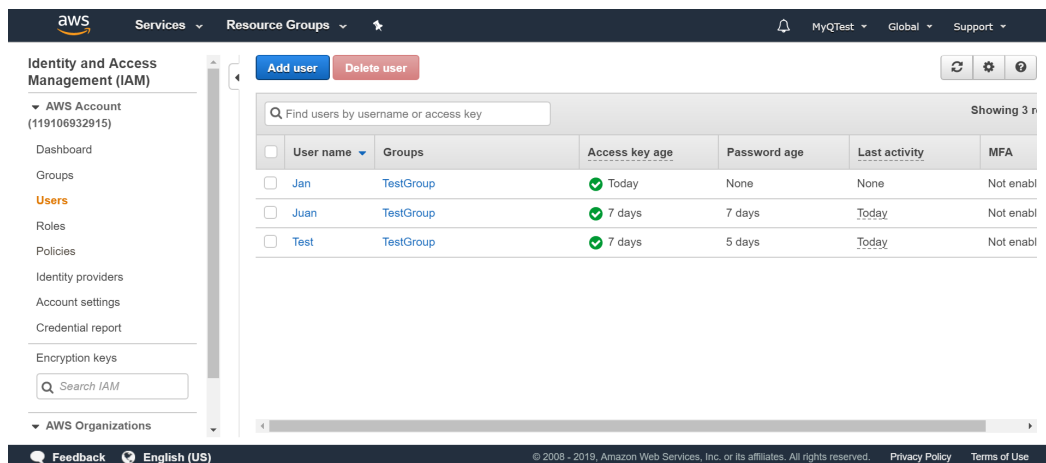 aws Services Resource Groups MyQTest Global Support
Identity and Access
Management (IAM)
AWS Account
(119106932915)
Dashboard
Groups
Users
Roles
Policies
Identity providers
Account settings
Credential report
Encryption keys
Search IAM
AWS Organizations
Add user Delete user
Find users by username or access key Showing 3 re
User name Groups Access key age Password age Last activity MFA
Jan TestGroup Today None None Not enabl
Juan TestGroup 7 days 7 days Today Not enabl
Test TestGroup 7 days 5 days Today Not enabl
Feedback English (US) © 2008 - 2019, Amazon Web Services, Inc. or its affiliates. All rights reserved. Privacy Policy Terms of Use